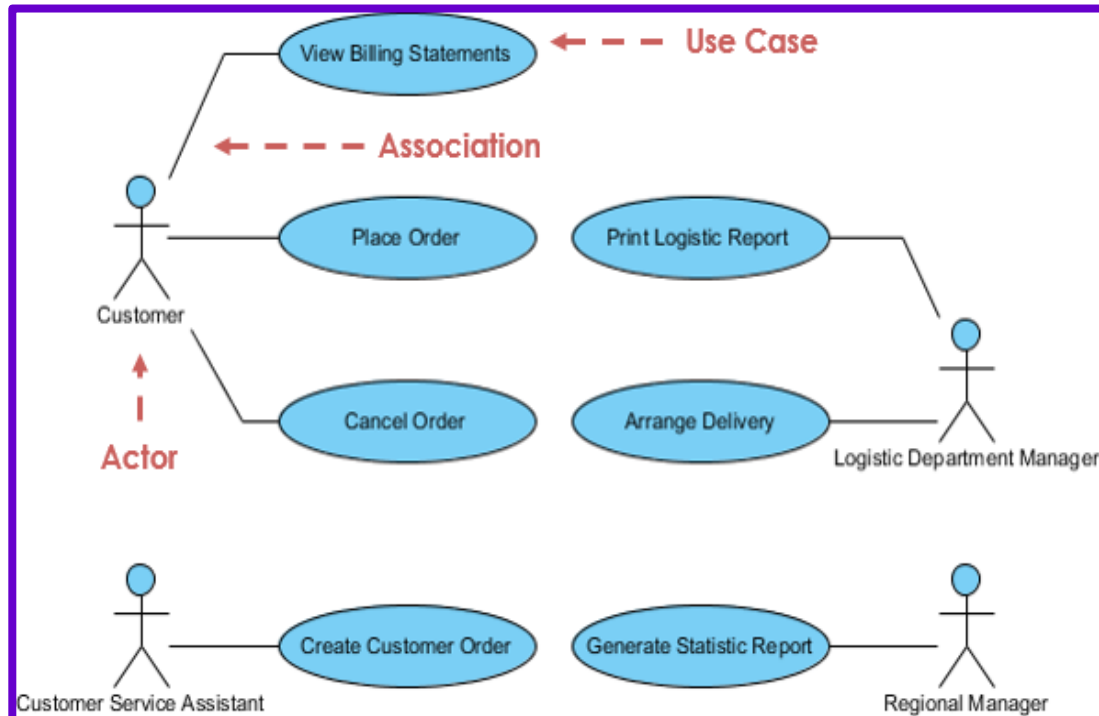 View Billing Statements
Use Case
Association
Place Order
Print Logistic Report
Customer
Cancel Order
Arrange Delivery
Actor
Logistic Department Manager
Create Customer Order
Generate Statistic Report
Customer Service Assistant
Regional Manager